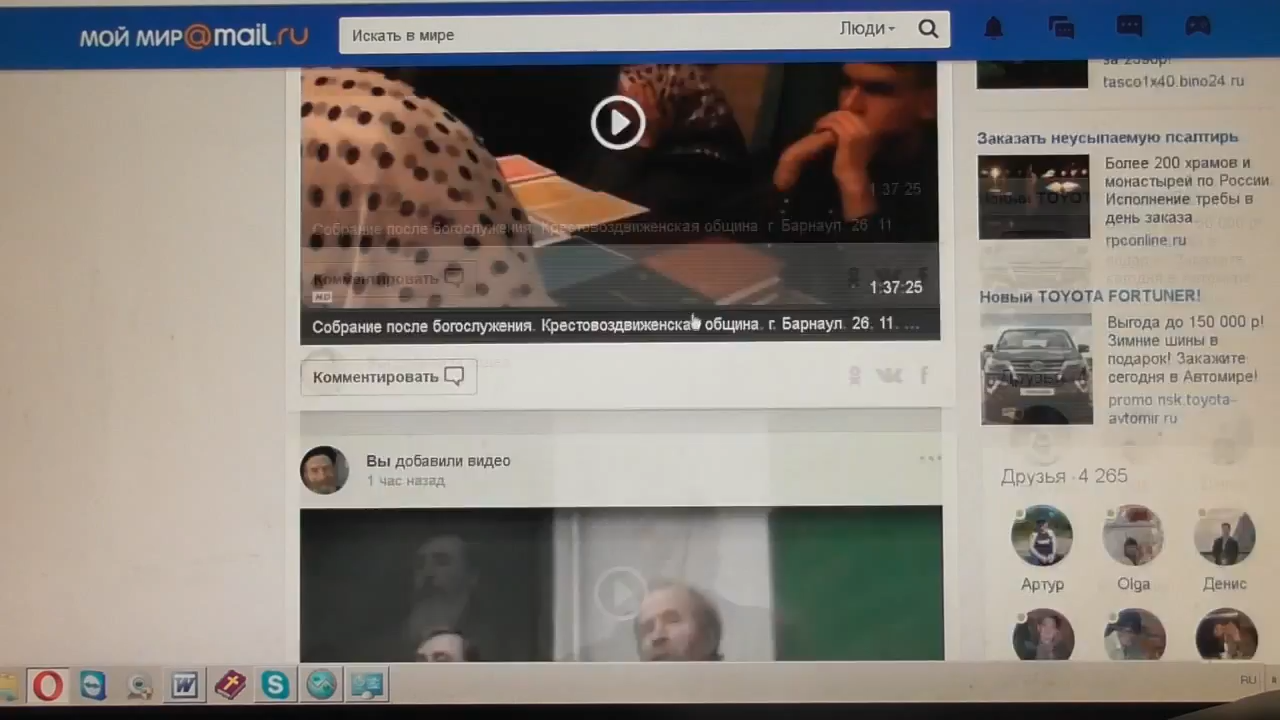 МОЙ МИР@mail.ru
Искать в мире
Люди
за 2390р!
tasco1x40.bino24.ru
Заказать неусыпаемую псалтирь
Более 200 храмов и
монастырей по России
Исполнение требы в
день заказа
rpconline.ru
1 37 25
Собрание после богослужения. Крестовоздвиженская община г Барнаул 26 11
Комментировать
HD
1:37:25
Собрание после богослужения. Крестовоздвиженская община. г. Барнаул. 26. 11. ...
Комментировать
f
Новый TOYOTA FORTUNER!
Выгода до 150 000 р!
Зимние шины в
подарок! Закажите
сегодня в Автомире!
promo nsk.toyota-
avtomir ru
Вы добавили видео
1 час назад
Друзья 4 265
Артур
Olga
Денис
W
S
RU